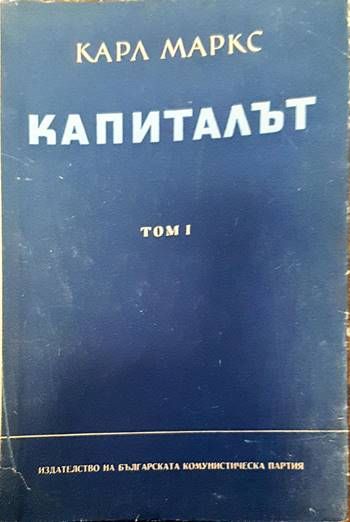 КАРЛ МАРКС
КАПИТАЛЪТ
ТОМ I
ИЗДАТЕЛСТВО НА БЪЛГАРСКАТА КОМУНИСТИЧЕСКА ПАРТИЯ